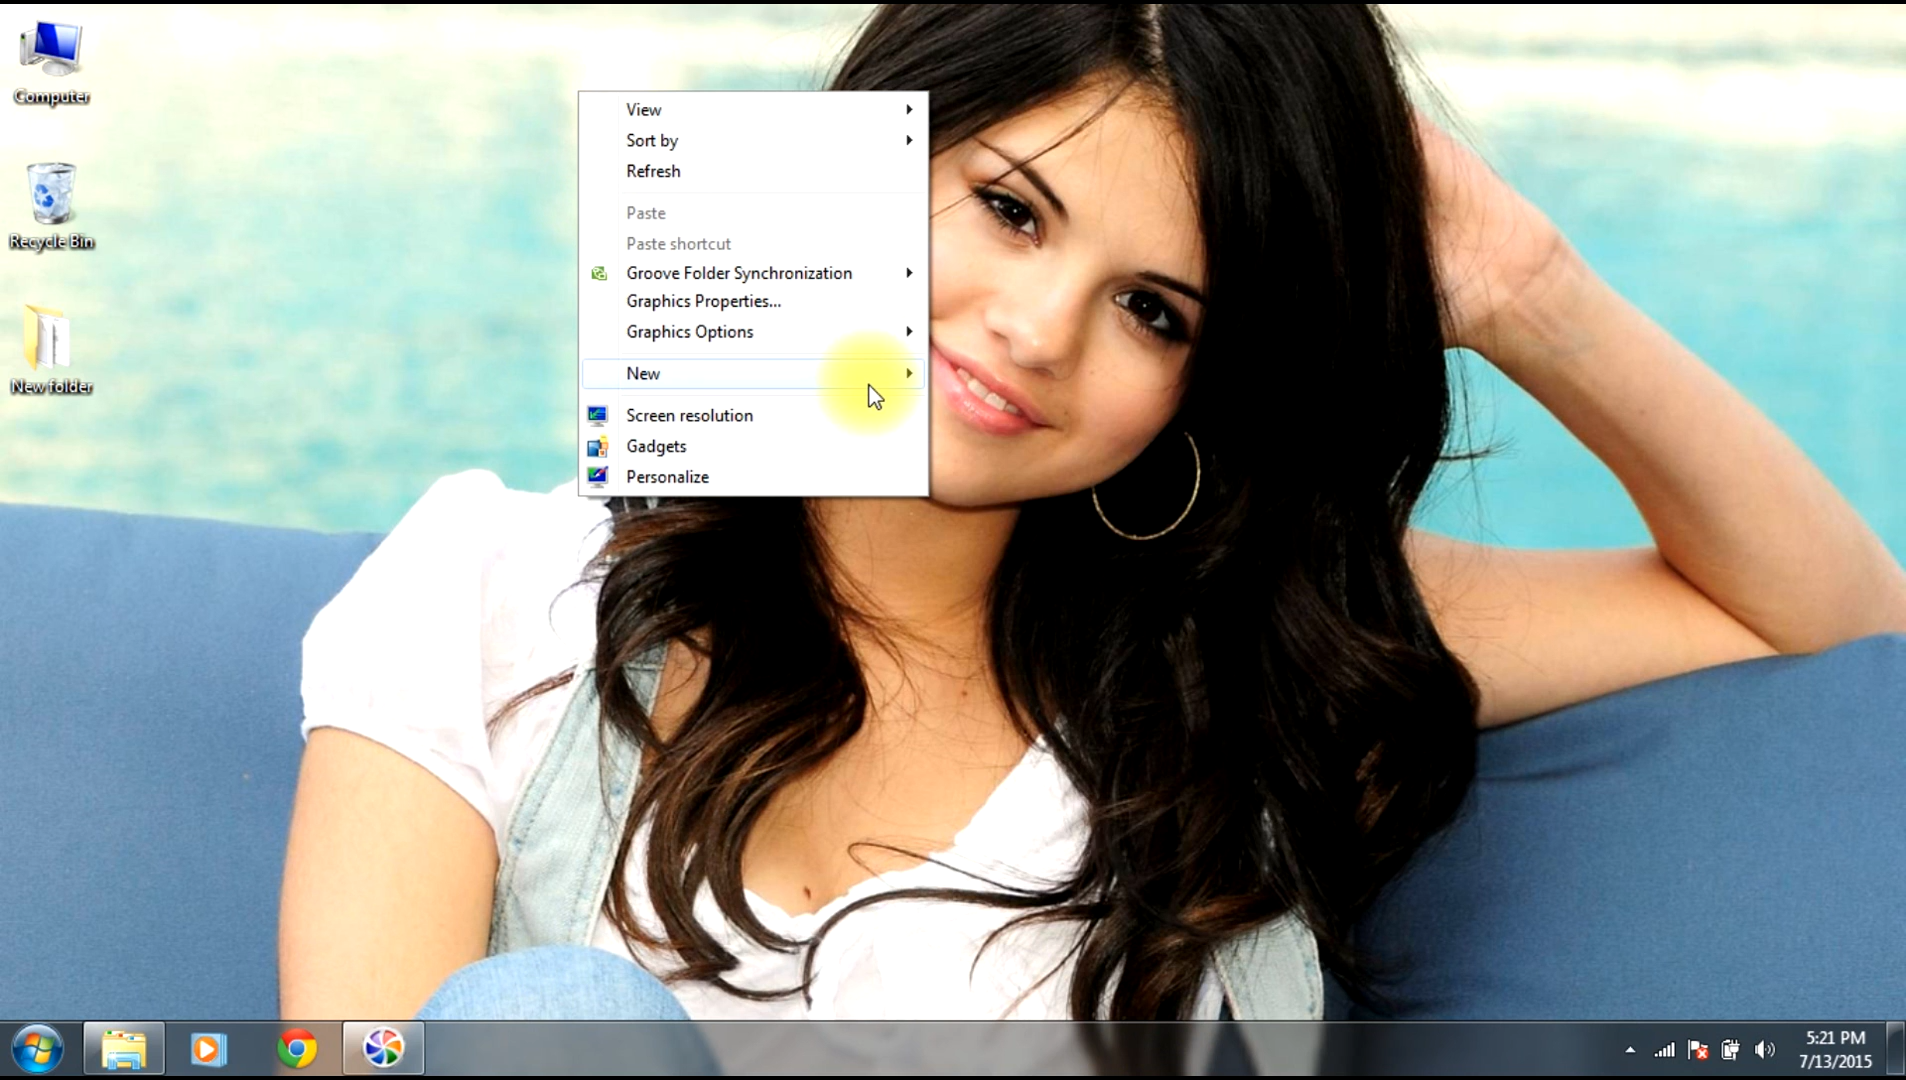 Computer
Recycle Bin
New folder
View
Sort by
Refresh
Paste
Paste shortcut
Groove Folder Synchronization
Graphics Properties...
Graphics Options
New
Screen resolution
Gadgets
Personalize
5:21 PM
7/13/2015